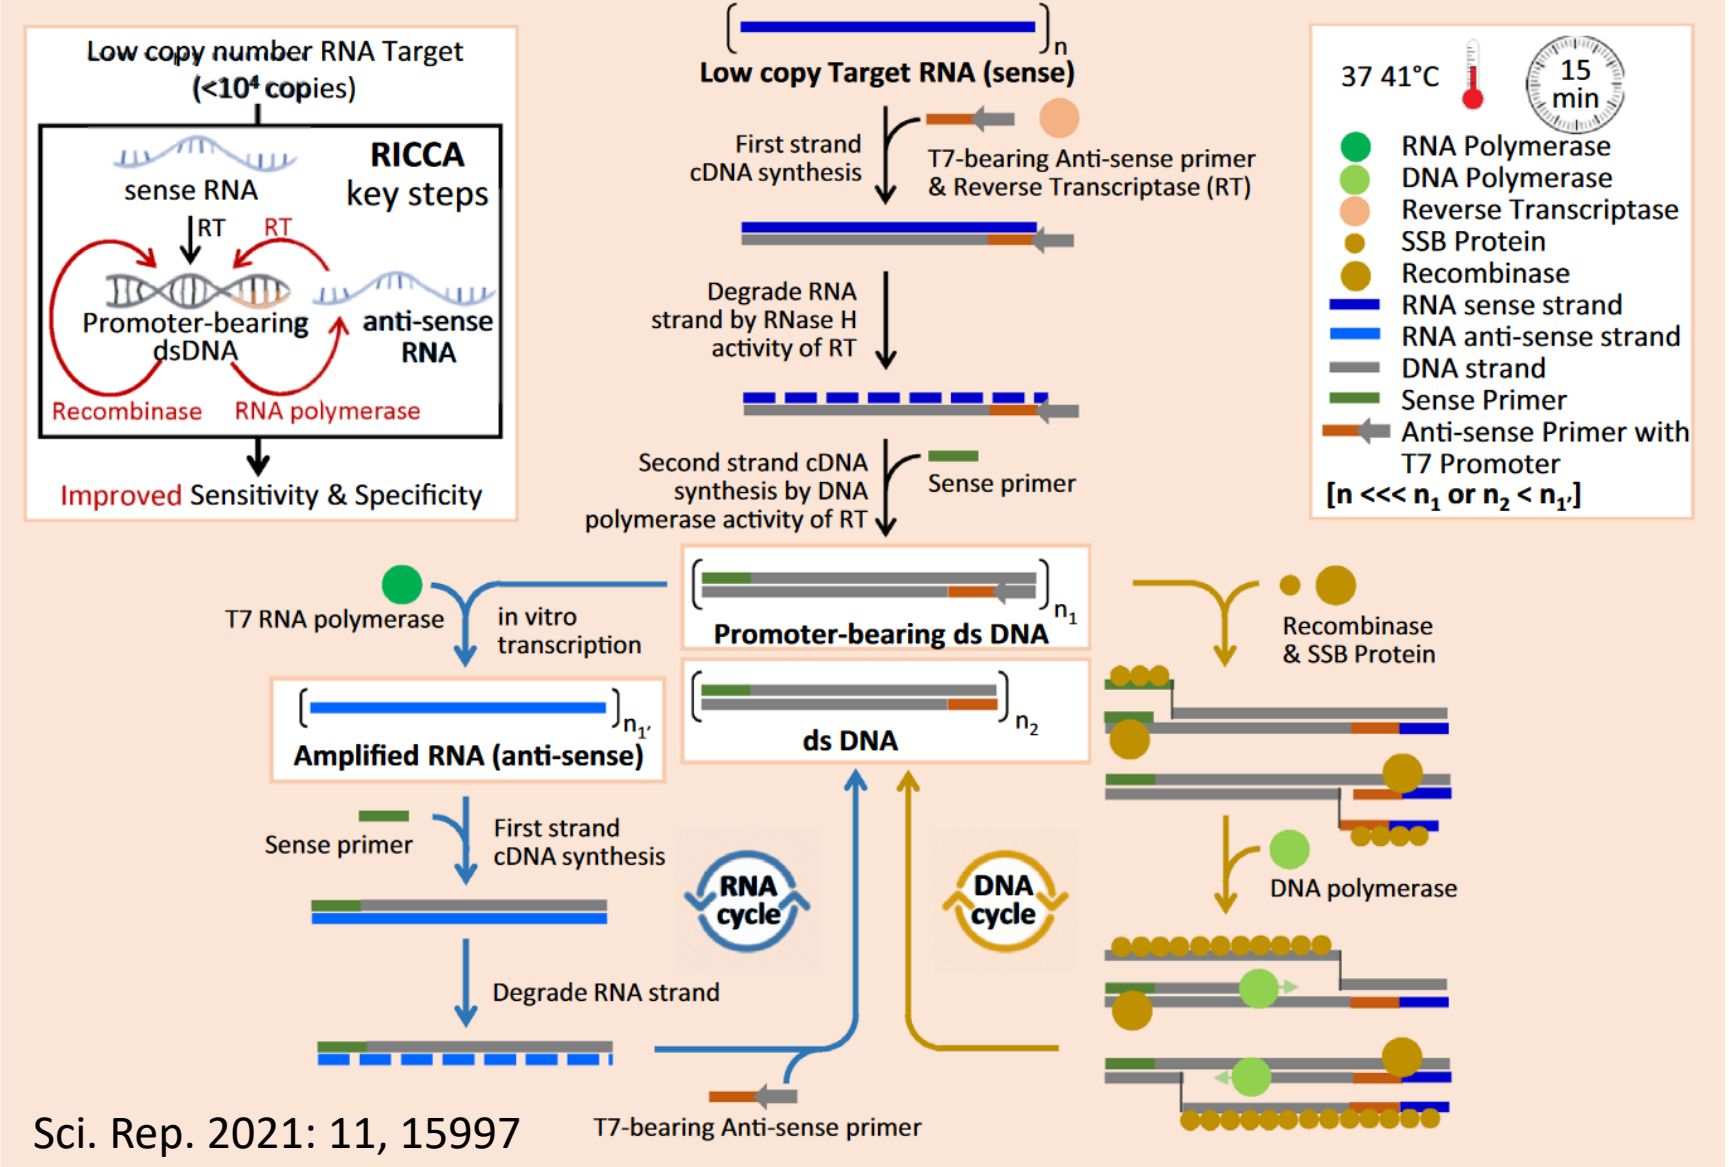 Low copy number RNA Target
(<10⁴ copies)
RICCA
key steps
sense RNA
RT
RT
Promoter-bearing
dsDNA
anti-sense
RNA
Recombinase
RNA polymerase
Improved Sensitivity & Specificity
n
Low copy Target RNA (sense)
First strand
cDNA synthesis
T7-bearing Anti-sense primer
& Reverse Transcriptase (RT)
Degrade RNA
strand by RNase H
activity of RT
Second strand cDNA
synthesis by DNA
polymerase activity of RT
Sense primer
37 41°C
15
min
RNA Polymerase
DNA Polymerase
Reverse Transcriptase
SSB Protein
Recombinase
RNA sense strand
RNA anti-sense strand
DNA strand
Sense Primer
Anti-sense Primer with
T7 Promoter
[n <<< n₁ or n₂ < n₁′]
n₁
Promoter-bearing ds DNA
n₂
ds DNA
T7 RNA polymerase
in vitro
transcription
n₁′
Amplified RNA (anti-sense)
Sense primer
First strand
cDNA synthesis
Degrade RNA strand
T7-bearing Anti-sense primer
RNA
cycle
DNA
cycle
Recombinase
& SSB Protein
DNA polymerase
Sci. Rep. 2021: 11, 15997